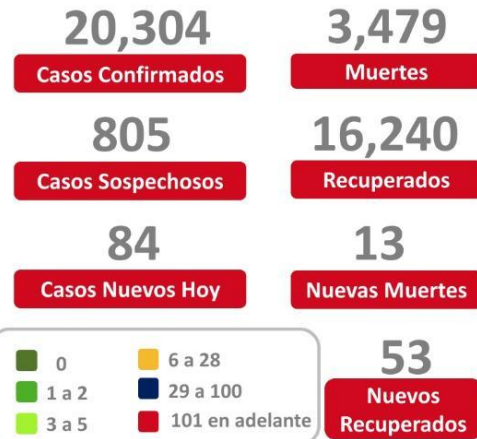 20,304
Casos Confirmados
3,479
Muertes
805
Casos Sospechosos
16,240
Recuperados
84
Casos Nuevos Hoy
13
Nuevas Muertes
0
1 a 2
3 a 5
6 a 28
29 a 100
101 en adelante
53
Nuevos
Recuperados